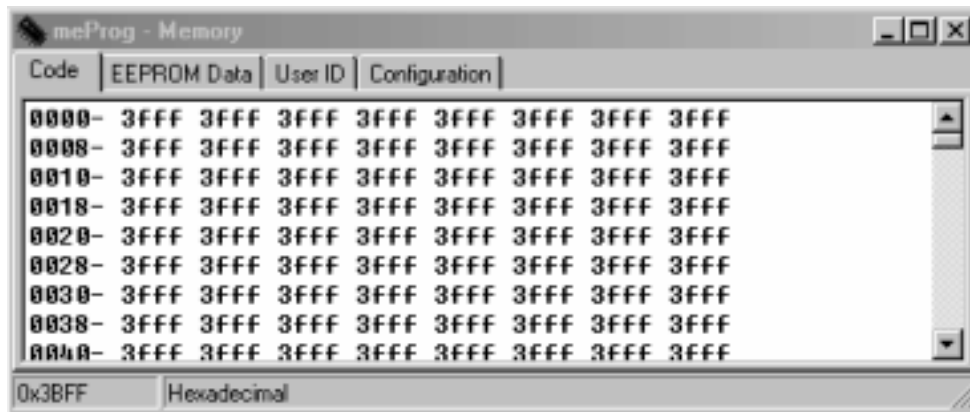 meProg - Memory
Code EEPROM Data User ID Configuration
0000- 3fff 3fff 3fff 3fff 3fff 3fff 3fff 3fff
0008- 3fff 3fff 3fff 3fff 3fff 3fff 3fff 3fff
0010- 3fff 3fff 3fff 3fff 3fff 3fff 3fff 3fff
0018- 3fff 3fff 3fff 3fff 3fff 3fff 3fff 3fff
0020- 3fff 3fff 3fff 3fff 3fff 3fff 3fff 3fff
0028- 3fff 3fff 3fff 3fff 3fff 3fff 3fff 3fff
0030- 3fff 3fff 3fff 3fff 3fff 3fff 3fff 3fff
0038- 3fff 3fff 3fff 3fff 3fff 3fff 3fff 3fff
0040- 3fff 3fff 3fff 3fff 3fff 3fff 3fff 3fff
0x3BFF Hexadecimal